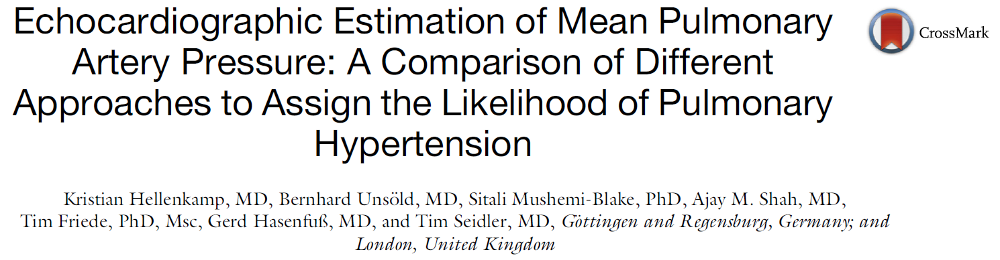 Echocardiographic Estimation of Mean Pulmonary
Artery Pressure: A Comparison of Different
Approaches to Assign the Likelihood of Pulmonary
Hypertension
CrossMark
Kristian Hellenkamp, MD, Bernhard Unsöld, MD, Sitali Mushemi-Blake, PhD, Ajay M. Shah, MD,
Tim Friede, PhD, Msc, Gerd Hasenfuß, MD, and Tim Seidler, MD, Göttingen and Regensburg, Germany; and
London, United Kingdom